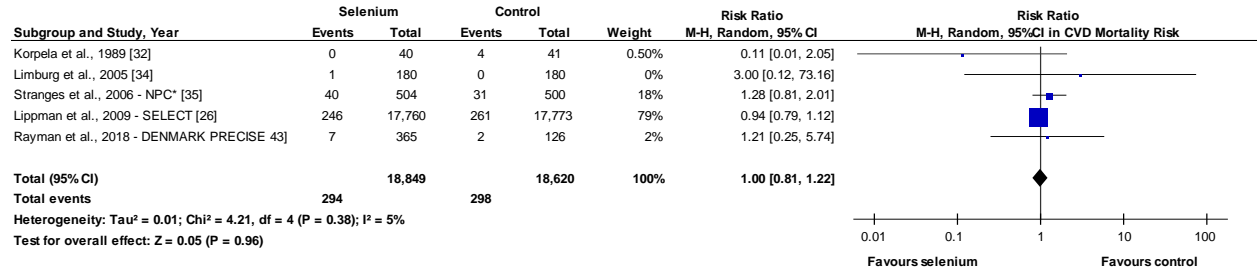 Selenium Control Risk Ratio Risk Ratio
Subgroup and Study, Year Events Total Events Total Weight M-H, Random, 95% CI M-H, Random, 95%CI in CVD Mortality Risk
Korpela et al., 1989 [32] 0 40 4 41 0.50% 0.11 [0.01, 2.05]
Limburg et al., 2005 [34] 1 180 0 180 0% 3.00 [0.12, 73.16]
Stranges et al., 2006 - NPC* [35] 40 504 31 500 18% 1.28 [0.81, 2.01]
Lippman et al., 2009 - SELECT [26] 246 17,760 261 17,773 79% 0.94 [0.79, 1.12]
Rayman et al., 2018 - DENMARK PRECISE 43] 7 365 2 126 2% 1.21 [0.25, 5.74]
Total (95% CI) 18,849 18,620 100% 1.00 [0.81, 1.22]
Total events 294 298
Heterogeneity: Tau² = 0.01; Chi² = 4.21, df = 4 (P = 0.38); I² = 5%
Test for overall effect: Z = 0.05 (P = 0.96)
0.01 0.1 1 10 100
Favours selenium Favours control